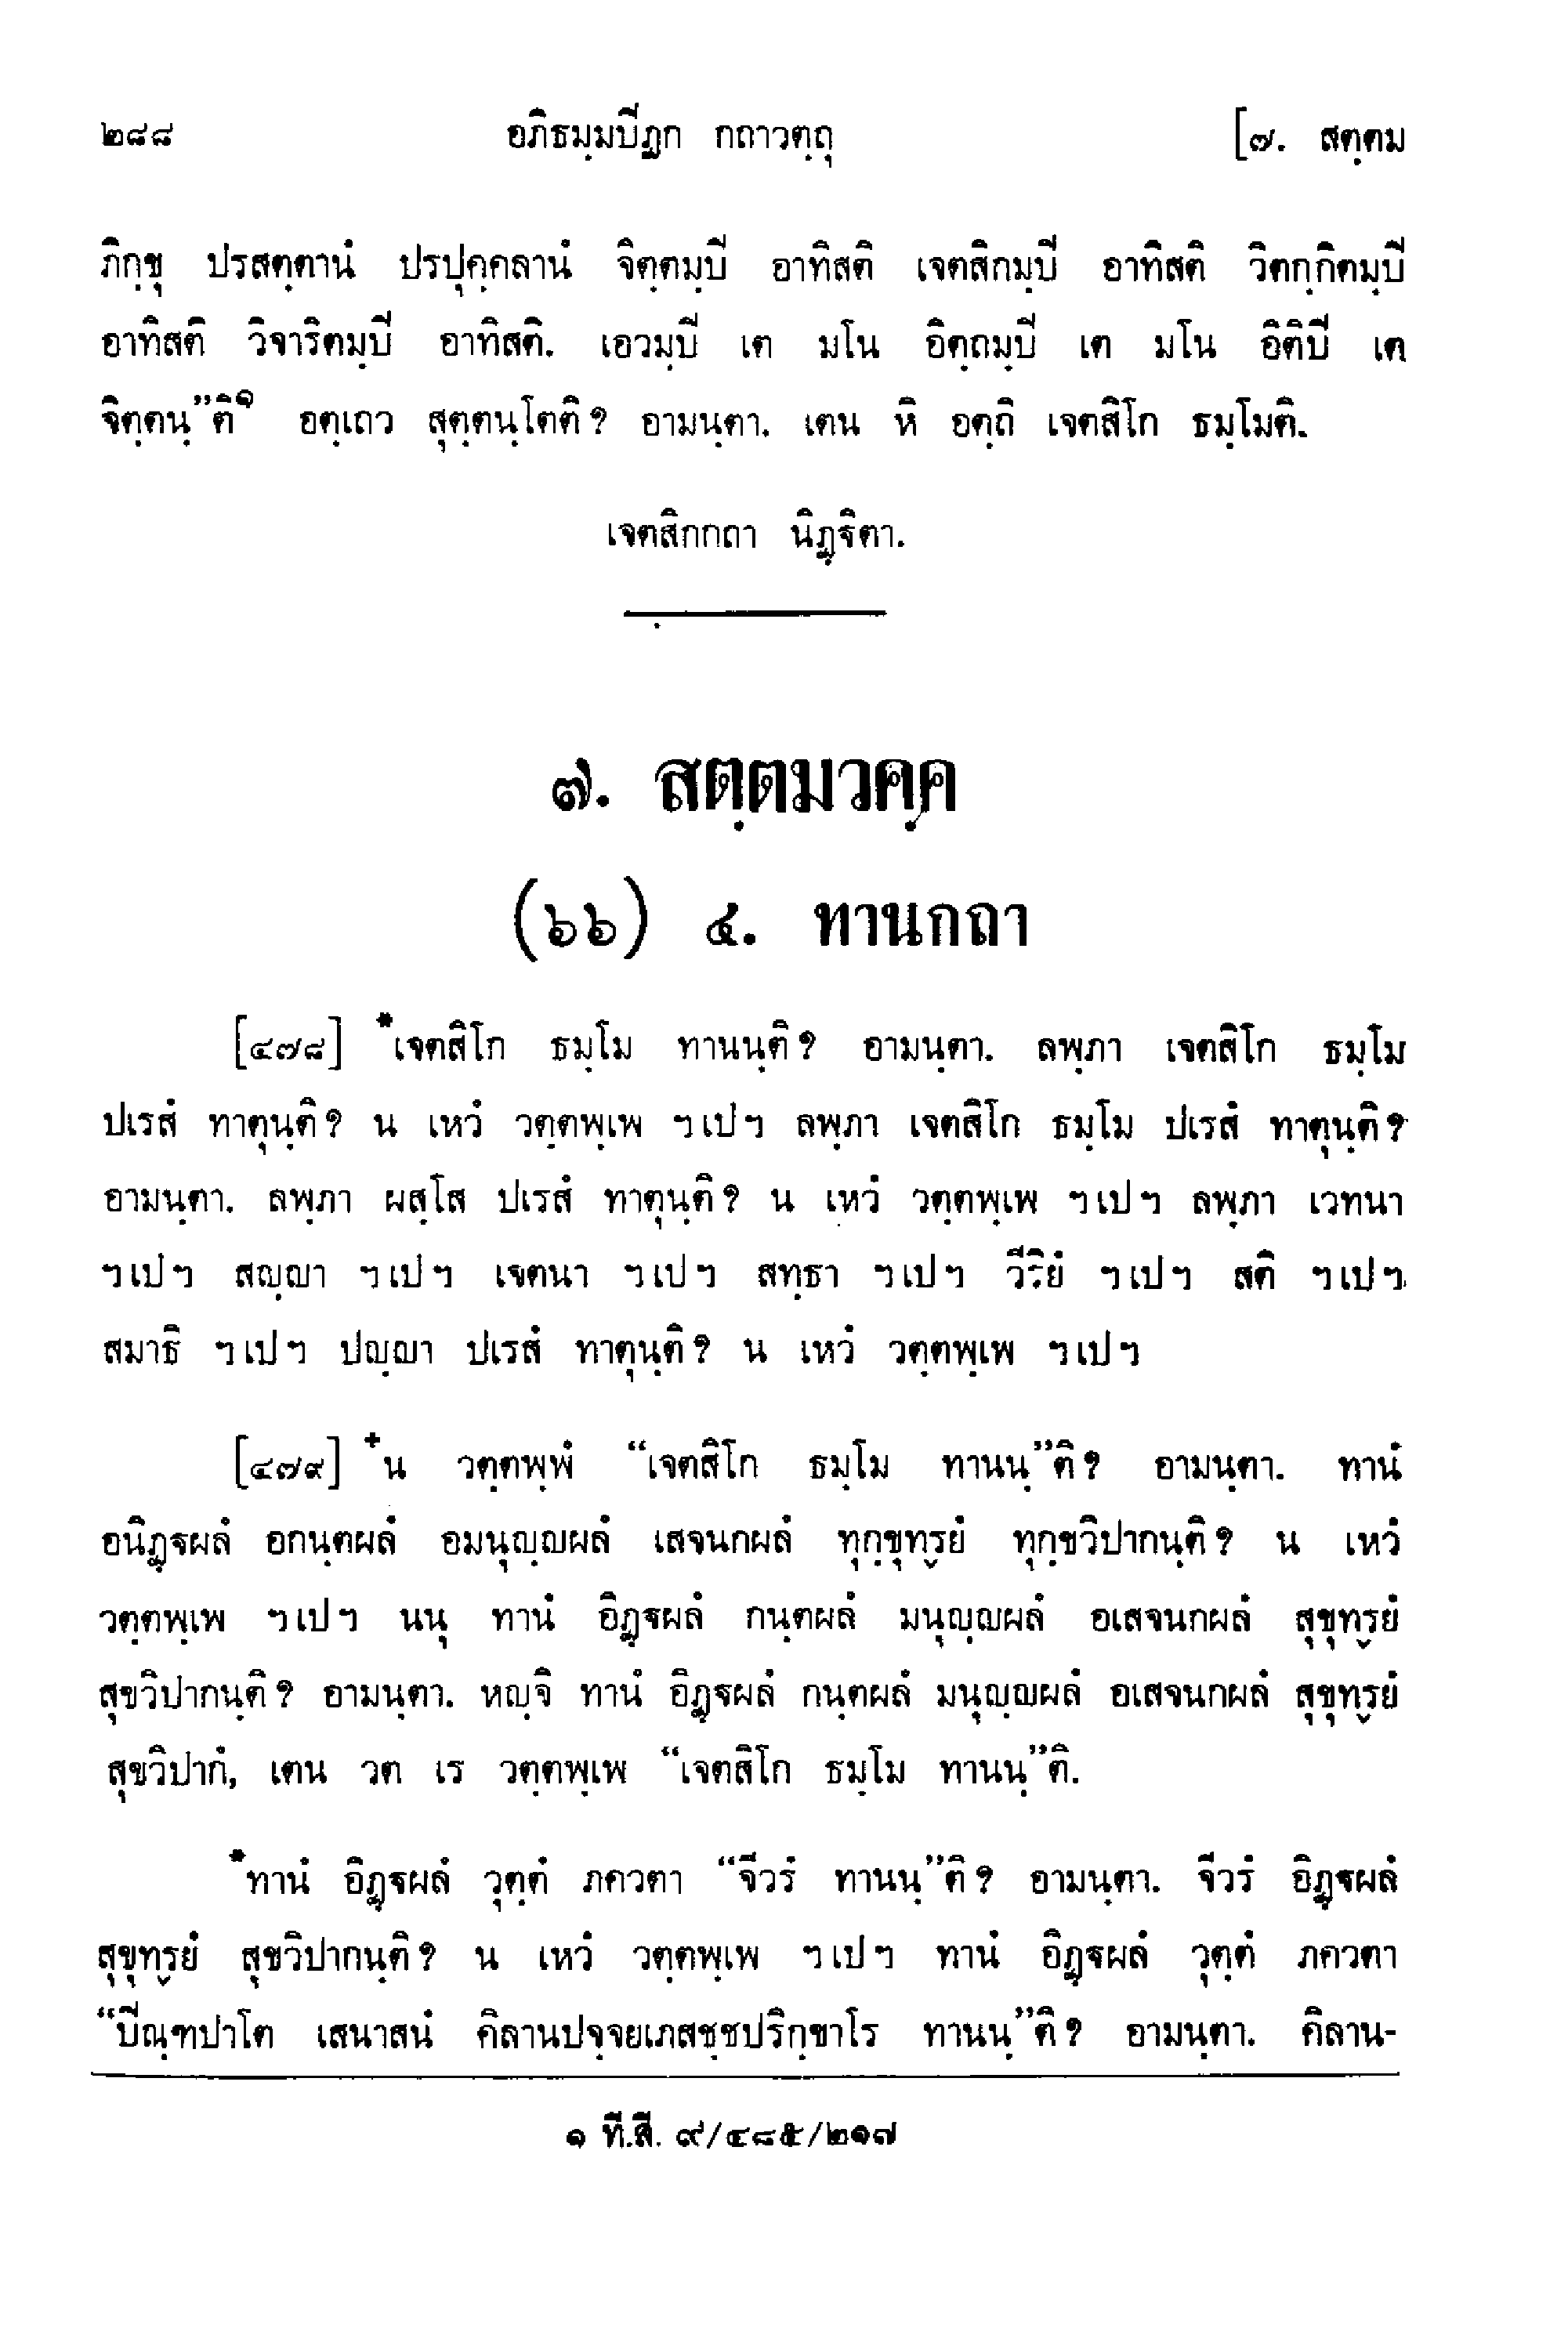 ๒๘๘ อภิธมฺมปิฏก กถาวตฺถุ [๗. สตฺตม
ภิกฺขุ ปรสตฺตานํ ปรปุคฺคลานํ จิตฺตมฺปิ อาทิสติ เจตสิกมฺปิ อาทิสติ วิตกฺกิตมฺปิ
อาทิสติ วิจาริตมฺปิ อาทิสติ. เอวมฺปิ เต มโน อิตฺถมฺปิ เต มโน อิติปิ เต
จิตฺตนฺ”ติ๑ อตฺเถว สุตฺตนฺโตติ? อามนฺตา. เตน หิ อตฺถิ เจตสิโก ธมฺโมติ.
เจตสิกกถา นิฏฺฐิตา.
๗. สตฺตมวคฺค
(๖๖) ๔. ทานกถา
[๔๗๘] *เจตสิโก ธมฺโม ทานนฺติ? อามนฺตา. ลพฺภา เจตสิโก ธมฺโม
ปเรสํ ทาตุนฺติ? น เหวํ วตฺตพฺเพ ฯเปฯ ลพฺภา เจตสิโก ธมฺโม ปเรสํ ทาตุนฺติ?
อามนฺตา. ลพฺภา ผสฺโส ปเรสํ ทาตุนฺติ? น เหวํ วตฺตพฺเพ ฯเปฯ ลพฺภา เวทนา
ฯเปฯ สญฺญา ฯเปฯ เจตนา ฯเปฯ สทฺธา ฯเปฯ วีริยํ ฯเปฯ สติ ฯเปฯ
สมาธิ ฯเปฯ ปญฺญา ปเรสํ ทาตุนฺติ? น เหวํ วตฺตพฺเพ ฯเปฯ
[๔๗๙] +น วตฺตพฺพํ “เจตสิโก ธมฺโม ทานนฺ”ติ? อามนฺตา. ทานํ
อนิฏฺฐผลํ อกนฺตผลํ อมนุญฺญผลํ เสจนกผลํ ทุกฺขุทฺรยํ ทุกฺขวิปากนฺติ? น เหวํ
วตฺตพฺเพ ฯเปฯ นนุ ทานํ อิฏฺฐผลํ กนฺตผลํ มนุญฺญผลํ อเสจนกผลํ สุขุทฺรยํ
สุขวิปากนฺติ? อามนฺตา. หญฺจิ ทานํ อิฏฺฐผลํ กนฺตผลํ มนุญฺญผลํ อเสจนกผลํ สุขุทฺรยํ
สุขวิปากํ, เตน วต เร วตฺตพฺเพ “เจตสิโก ธมฺโม ทานนฺ”ติ.
*ทานํ อิฏฺฐผลํ วุตฺตํ ภควตา “จีวรํ ทานนฺ”ติ? อามนฺตา. จีวรํ อิฏฺฐผลํ
สุขุทฺรยํ สุขวิปากนฺติ? น เหวํ วตฺตพฺเพ ฯเปฯ ทานํ อิฏฺฐผลํ วุตฺตํ ภควตา
“ปิณฺฑปาโต เสนาสนํ คิลานปจฺจยเภสชฺชปริกฺขาโร ทานนฺ”ติ? อามนฺตา. คิลาน-
๑ ที.สี. ๙/๔๘๕/๒๑๗